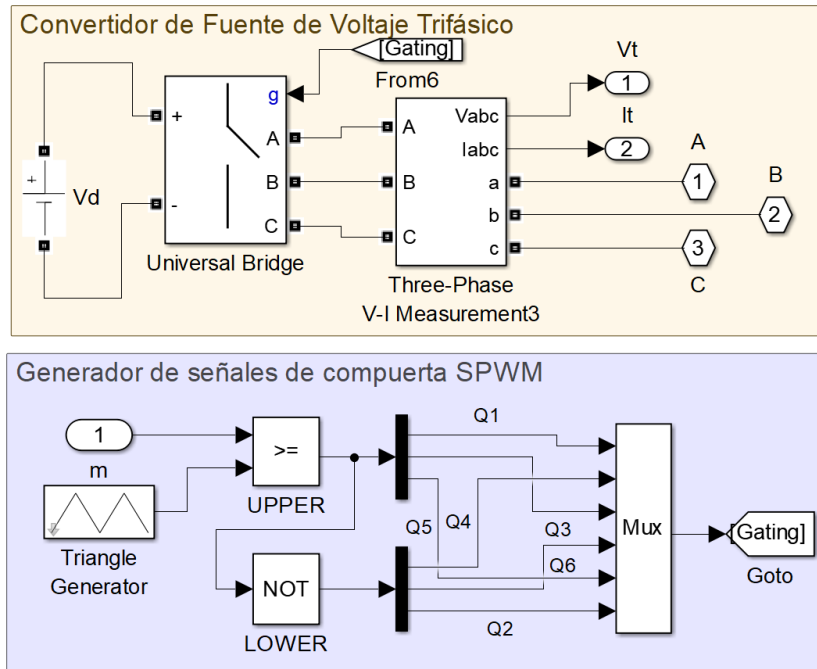 Convertidor de Fuente de Voltaje Trifásico
[Gating]
From6
Vt
1
It
2
g
+
A
B
-
C
Universal Bridge
+
Vd
A
B
C
Vabc
Iabc
a
b
c
Three-Phase
V-I Measurement3
A
1
B
2
3
C
Generador de señales de compuerta SPWM
1
m
>=
UPPER
Triangle
Generator
NOT
LOWER
Q1
Q5
Q4
Q3
Q6
Q2
Mux
[Gating]
Goto